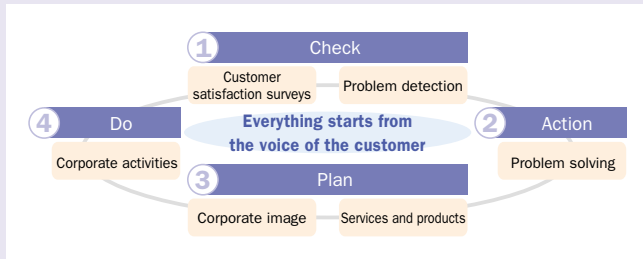 1 Check
Customer
satisfaction surveys
Problem detection
4 Do
Corporate activities
Everything starts from
the voice of the customer
2 Action
Problem solving
3 Plan
Corporate image
Services and products